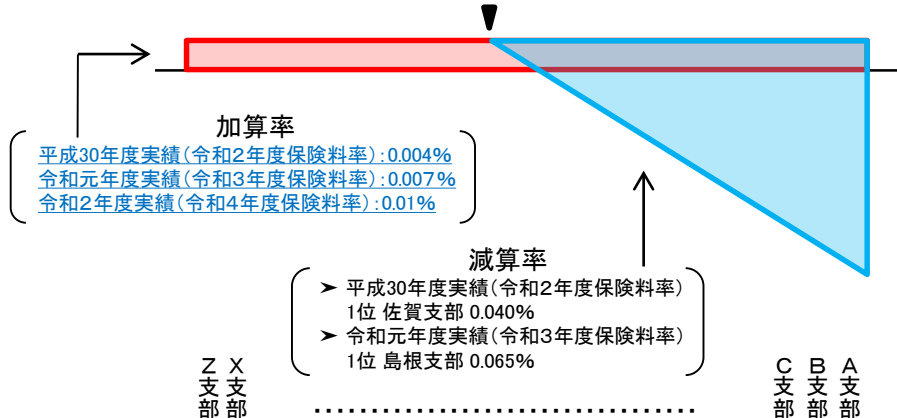 加算率
平成30年度実績(令和2年度保険料率):0.004%
令和元年度実績(令和3年度保険料率):0.007%
令和2年度実績(令和4年度保険料率):0.01%
減算率
➤ 平成30年度実績(令和2年度保険料率)
1位 佐賀支部 0.040%
➤ 令和元年度実績(令和3年度保険料率)
1位 島根支部 0.065%
Z支部
X支部
‥‥‥‥‥‥‥‥‥‥‥‥‥‥‥‥‥‥
C支部
B支部
A支部